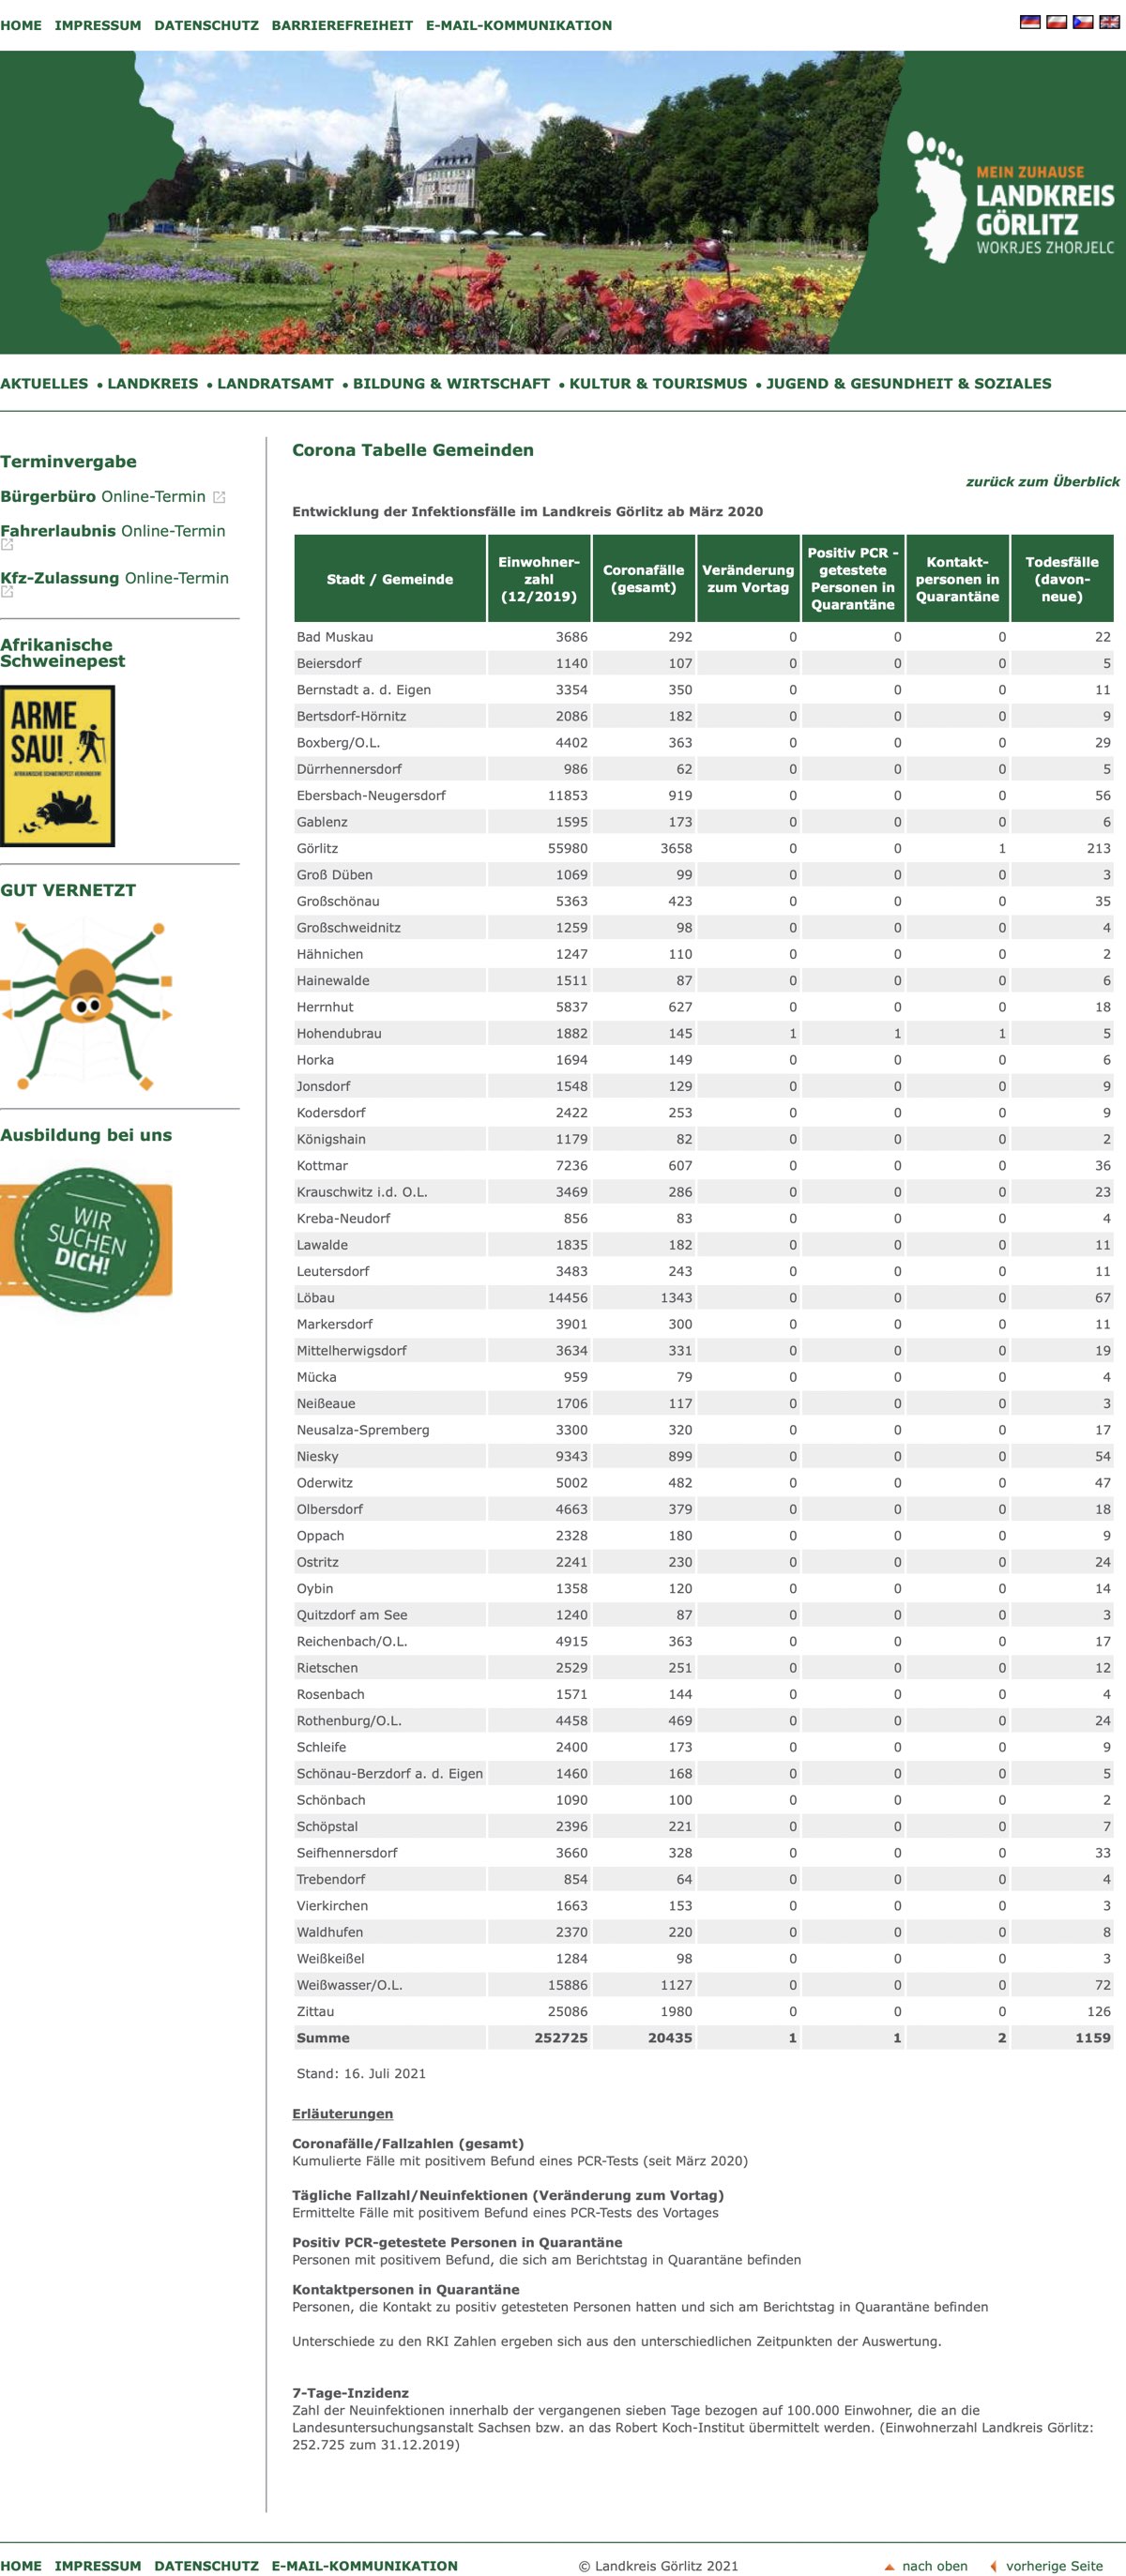 HOME IMPRESSUM DATENSCHUTZ BARRIEREFREIHEIT E-MAIL-KOMMUNIKATION
MEIN ZUHAUSE
LANDKREIS
GÖRLITZ
WOKRJES ZHORJELC
AKTUELLES • LANDKREIS • LANDRATSAMT • BILDUNG & WIRTSCHAFT • KULTUR & TOURISMUS • JUGEND & GESUNDHEIT & SOZIALES
Terminvergabe
Bürgerbüro Online-Termin
Fahrerlaubnis Online-Termin
Kfz-Zulassung Online-Termin
Afrikanische
Schweinepest
ARME
SAU!
AFRIKANISCHE SCHWEINEPEST VERHINDERN!
GUT VERNETZT
Ausbildung bei uns
WIR
SUCHEN
DICH!
Corona Tabelle Gemeinden
zurück zum Überblick
Entwicklung der Infektionsfälle im Landkreis Görlitz ab März 2020
Stadt / Gemeinde Einwohner-zahl (12/2019) Coronafälle (gesamt) Veränderung zum Vortag Positiv PCR - getestete Personen in Quarantäne Kontakt-personen in Quarantäne Todesfälle (davon-neue)
Bad Muskau 3686 292 0 0 0 22
Beiersdorf 1140 107 0 0 0 5
Bernstadt a. d. Eigen 3354 350 0 0 0 11
Bertsdorf-Hörnitz 2086 182 0 0 0 9
Boxberg/O.L. 4402 363 0 0 0 29
Dürrhennersdorf 986 62 0 0 0 5
Ebersbach-Neugersdorf 11853 919 0 0 0 56
Gablenz 1595 173 0 0 0 6
Görlitz 55980 3658 0 0 1 213
Groß Düben 1069 99 0 0 0 3
Großschönau 5363 423 0 0 0 35
Großschweidnitz 1259 98 0 0 0 4
Hähnichen 1247 110 0 0 0 2
Hainewalde 1511 87 0 0 0 6
Herrnhut 5837 627 0 0 0 18
Hohendubrau 1882 145 1 1 1 5
Horka 1694 149 0 0 0 6
Jonsdorf 1548 129 0 0 0 9
Kodersdorf 2422 253 0 0 0 9
Königshain 1179 82 0 0 0 2
Kottmar 7236 607 0 0 0 36
Krauschwitz i.d. O.L. 3469 286 0 0 0 23
Kreba-Neudorf 856 83 0 0 0 4
Lawalde 1835 182 0 0 0 11
Leutersdorf 3483 243 0 0 0 11
Löbau 14456 1343 0 0 0 67
Markersdorf 3901 300 0 0 0 11
Mittelherwigsdorf 3634 331 0 0 0 19
Mücka 959 79 0 0 0 4
Neißeaue 1706 117 0 0 0 3
Neusalza-Spremberg 3300 320 0 0 0 17
Niesky 9343 899 0 0 0 54
Oderwitz 5002 482 0 0 0 47
Olbersdorf 4663 379 0 0 0 18
Oppach 2328 180 0 0 0 9
Ostritz 2241 230 0 0 0 24
Oybin 1358 120 0 0 0 14
Quitzdorf am See 1240 87 0 0 0 3
Reichenbach/O.L. 4915 363 0 0 0 17
Rietschen 2529 251 0 0 0 12
Rosenbach 1571 144 0 0 0 4
Rothenburg/O.L. 4458 469 0 0 0 24
Schleife 2400 173 0 0 0 9
Schönau-Berzdorf a. d. Eigen 1460 168 0 0 0 5
Schönbach 1090 100 0 0 0 2
Schöpstal 2396 221 0 0 0 7
Seifhennersdorf 3660 328 0 0 0 33
Trebendorf 854 64 0 0 0 4
Vierkirchen 1663 153 0 0 0 3
Waldhufen 2370 220 0 0 0 8
Weißkeißel 1284 98 0 0 0 3
Weißwasser/O.L. 15886 1127 0 0 0 72
Zittau 25086 1980 0 0 0 126
Summe 252725 20435 1 1 2 1159
Stand: 16. Juli 2021
Erläuterungen
Coronafälle/Fallzahlen (gesamt)
Kumulierte Fälle mit positivem Befund eines PCR-Tests (seit März 2020)
Tägliche Fallzahl/Neuinfektionen (Veränderung zum Vortag)
Ermittelte Fälle mit positivem Befund eines PCR-Tests des Vortages
Positiv PCR-getestete Personen in Quarantäne
Personen mit positivem Befund, die sich am Berichtstag in Quarantäne befinden
Kontaktpersonen in Quarantäne
Personen, die Kontakt zu positiv getesteten Personen hatten und sich am Berichtstag in Quarantäne befinden
Unterschiede zu den RKI Zahlen ergeben sich aus den unterschiedlichen Zeitpunkten der Auswertung.
7-Tage-Inzidenz
Zahl der Neuinfektionen innerhalb der vergangenen sieben Tage bezogen auf 100.000 Einwohner, die an die
Landesuntersuchungsanstalt Sachsen bzw. an das Robert Koch-Institut übermittelt werden. (Einwohnerzahl Landkreis Görlitz:
252.725 zum 31.12.2019)
HOME IMPRESSUM DATENSCHUTZ E-MAIL-KOMMUNIKATION © Landkreis Görlitz 2021 nach oben vorherige Seite